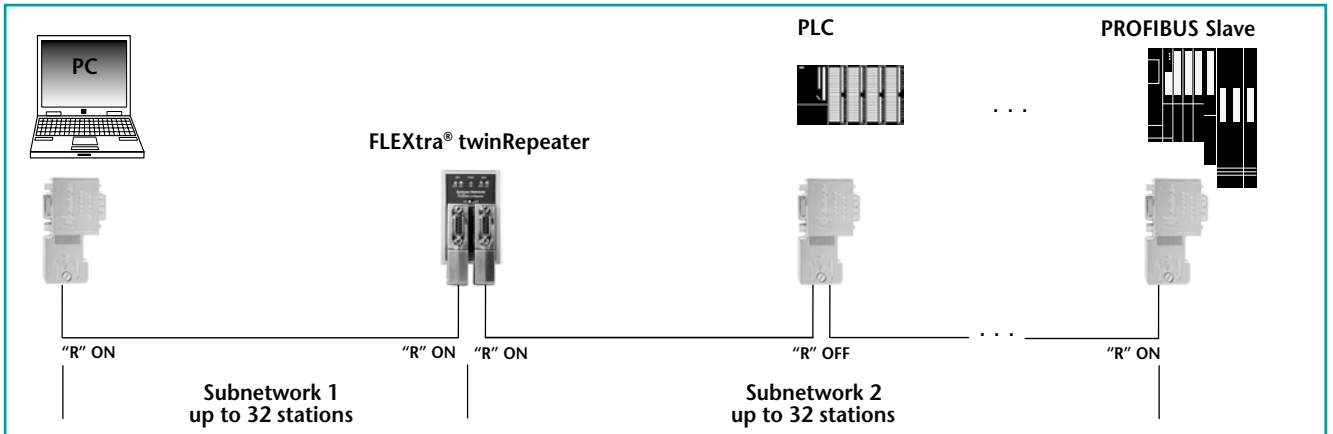 PLC
PROFIBUS Slave
PC
. . .
FLEXtra® twinRepeater
. . .
“R” ON
“R” ON
“R” ON
“R” OFF
“R” ON
Subnetwork 1
up to 32 stations
Subnetwork 2
up to 32 stations